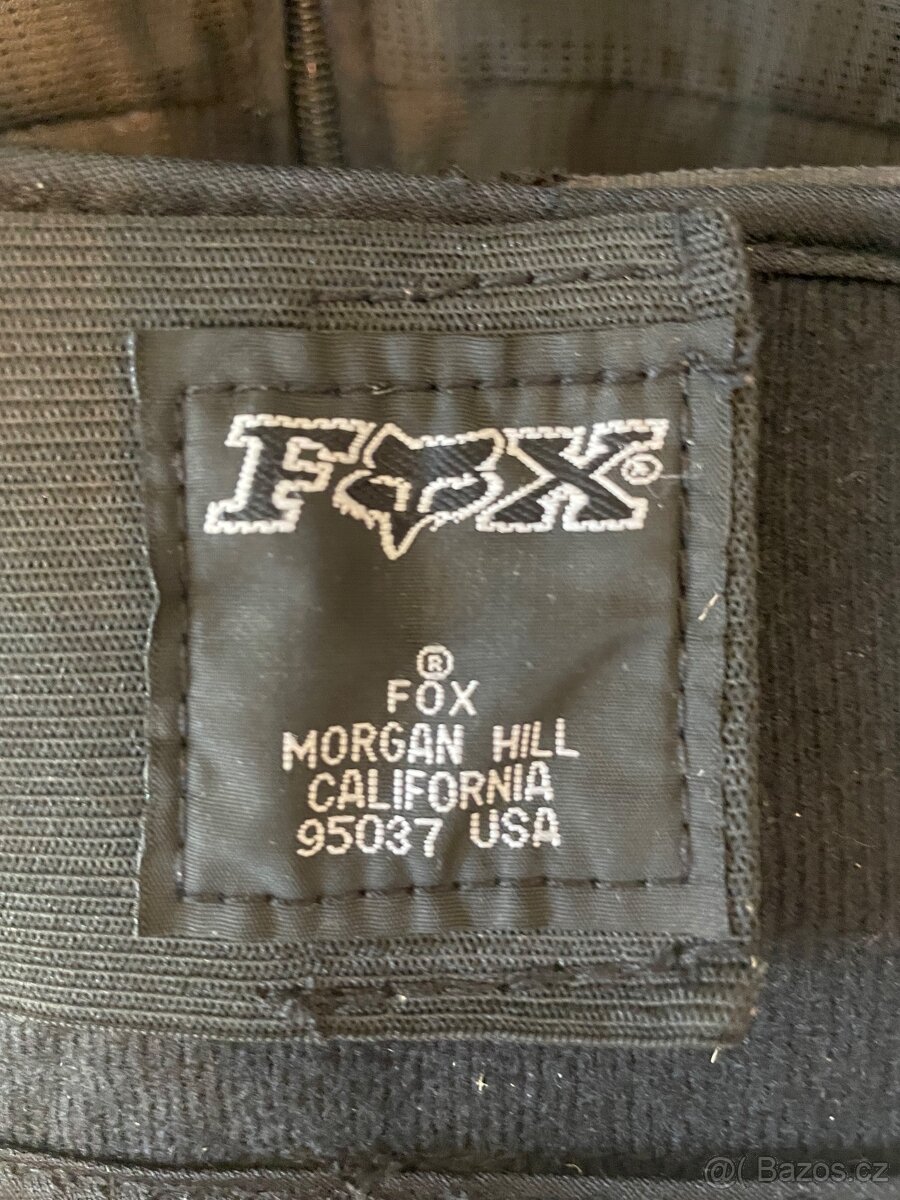 FOX®
®
FOX
MORGAN HILL
CALIFORNIA
95037 USA
@( Bazos.cz